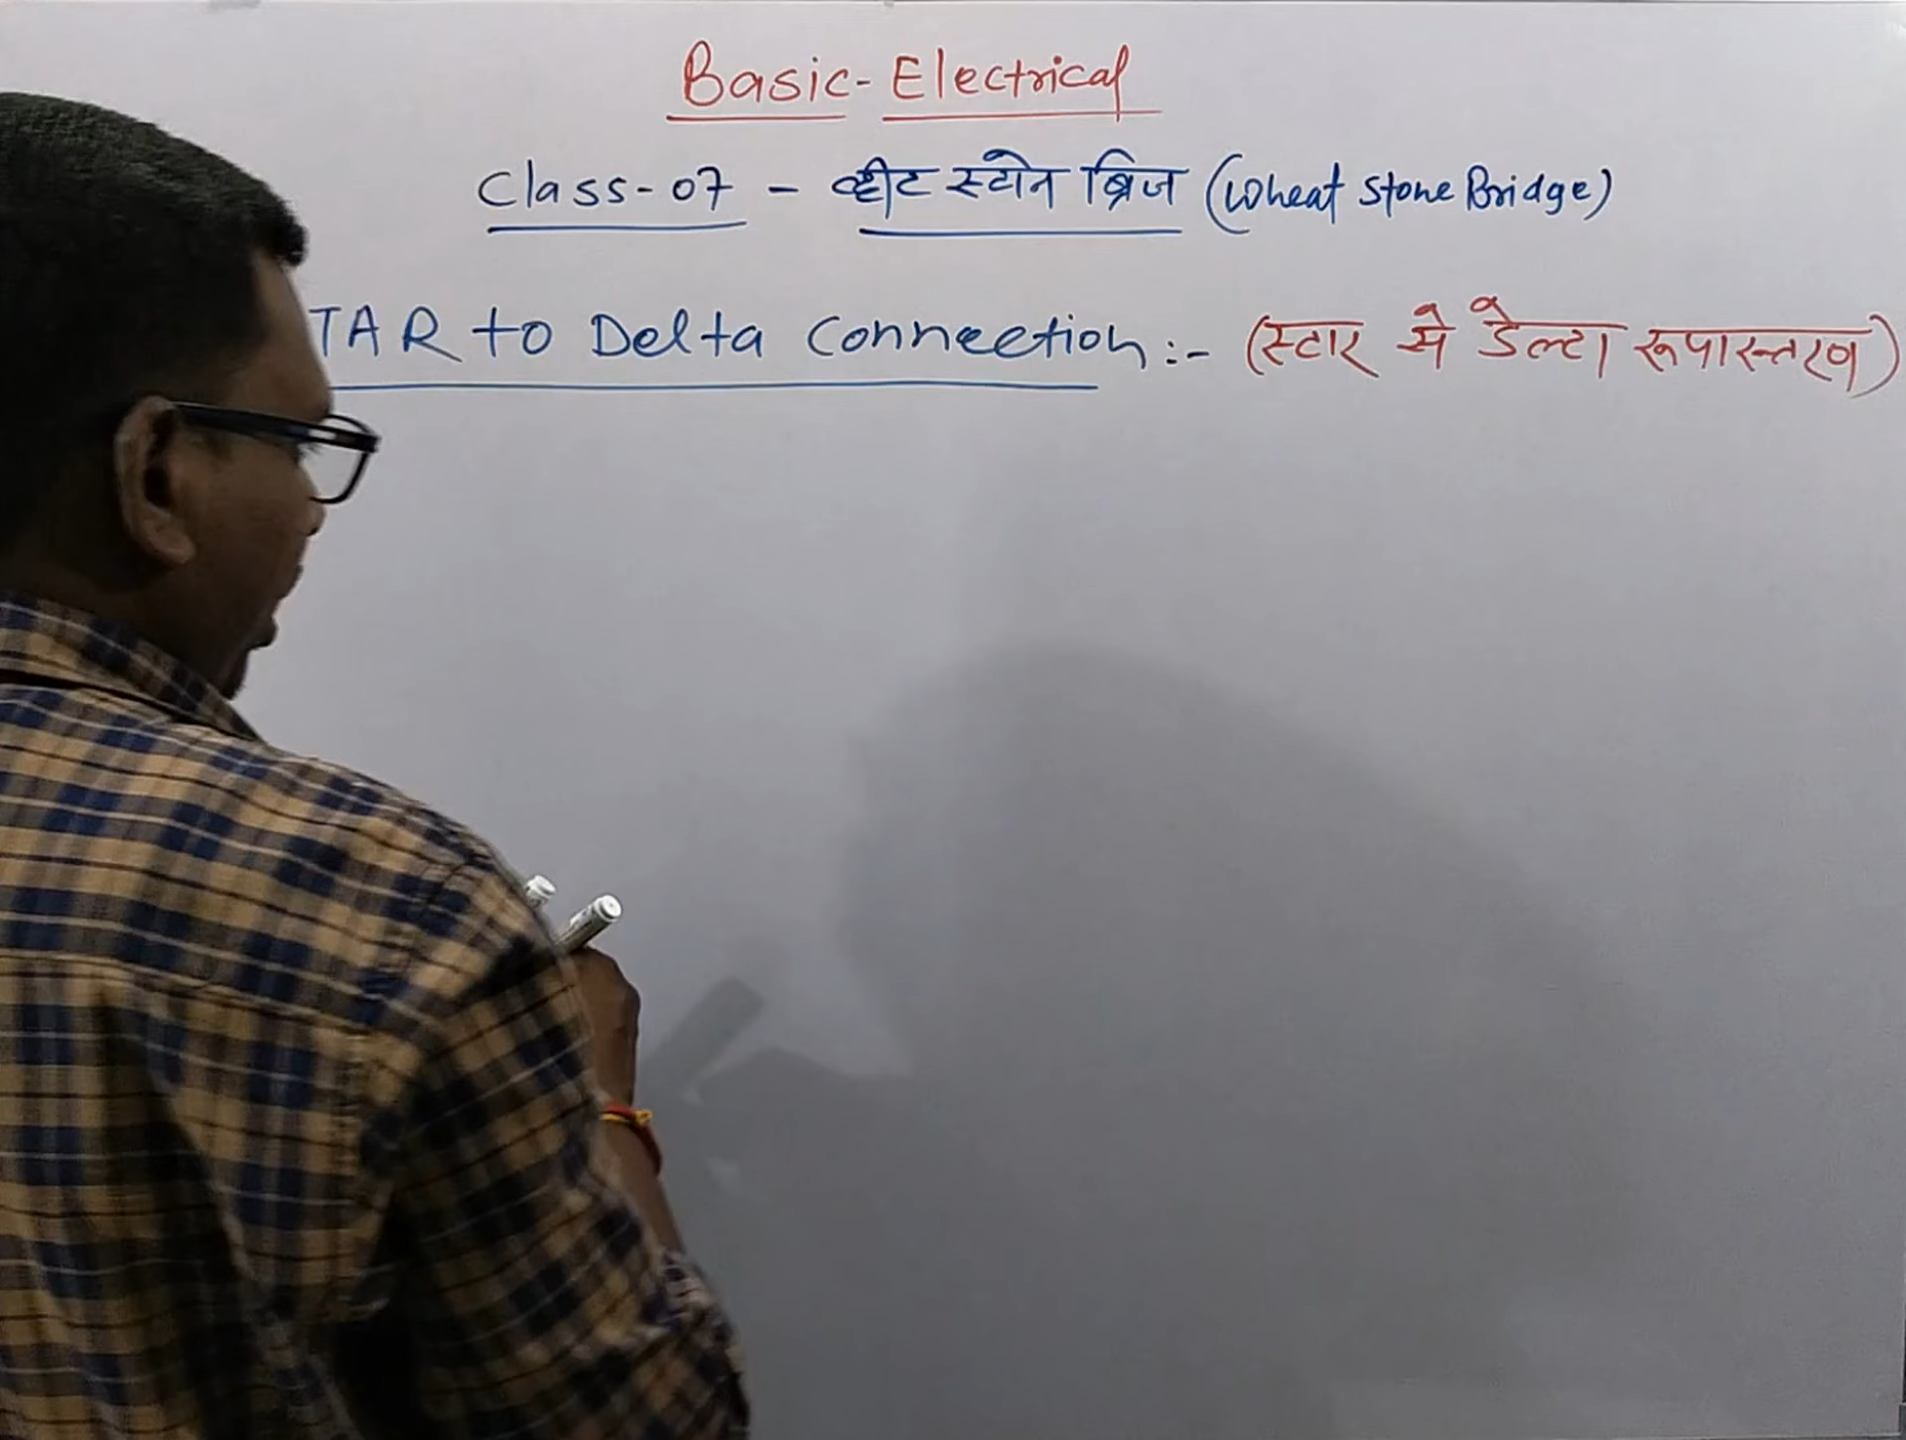 Basic-Electrical
Class-07 - व्हीट स्टोन ब्रिज (Wheat Stone Bridge)
TAR to Delta Connection:- (स्टार से डेल्टा रूपान्तरण)